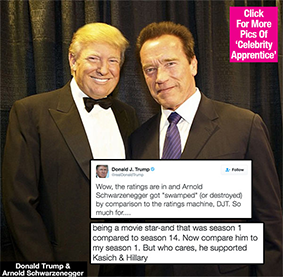 Click
For More
Pics Of
'Celebrity
Apprentice'
Donald J. Trump
@realDonaldTrump
Follow
Wow, the ratings are in and Arnold
Schwarzenegger got "swamped" (or destroyed)
by comparison to the ratings machine, DJT. So
much for....
being a movie star-and that was season 1
compared to season 14. Now compare him to
my season 1. But who cares, he supported
Kasich & Hillary
Donald Trump &
Arnold Schwarzenegger